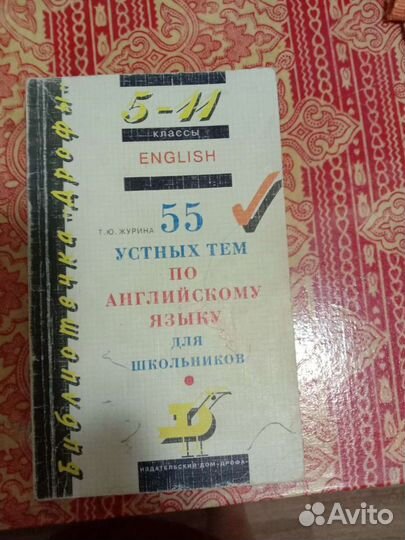 Библиотечка "Дрофы"
5-11
КЛАССЫ
ENGLISH
Т.Ю. ЖУРИНА 55
УСТНЫХ ТЕМ
ПО
АНГЛИЙСКОМУ
ЯЗЫКУ
ДЛЯ
ШКОЛЬНИКОВ
ИЗДАТЕЛЬСКИЙ ДОМ «ДРОФА»
Avito